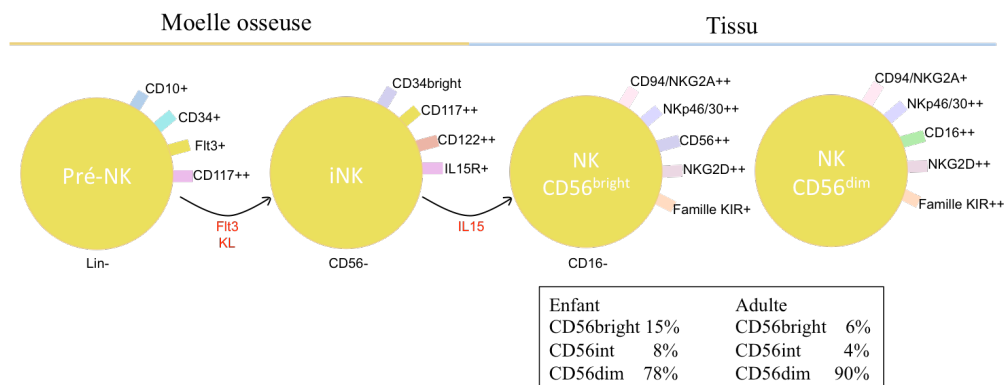 Moelle osseuse
Tissu
CD10+
CD34+
Flt3+
CD117++
Pré-NK
Lin-
Flt3
KL
CD34bright
CD117++
CD122++
IL15R+
iNK
CD56-
IL15
CD94/NKG2A++
NKp46/30++
CD56++
NKG2D++
Famille KIR+
NK
CD56bright
CD16-
CD94/NKG2A+
NKp46/30++
CD16++
NKG2D++
Famille KIR++
NK
CD56dim
Enfant
CD56bright 15%
CD56int 8%
CD56dim 78%
Adulte
CD56bright 6%
CD56int 4%
CD56dim 90%